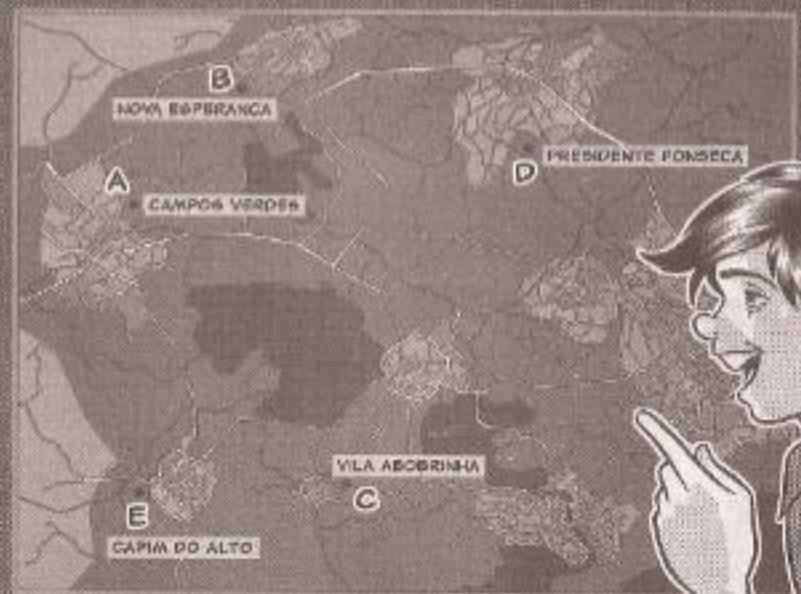 B
NOVA ESPERANÇA
A
CAMPOS VERDES
D
PRESIDENTE FONSECA
VILA ABOBRINHA
C
E
CAPIM DO ALTO